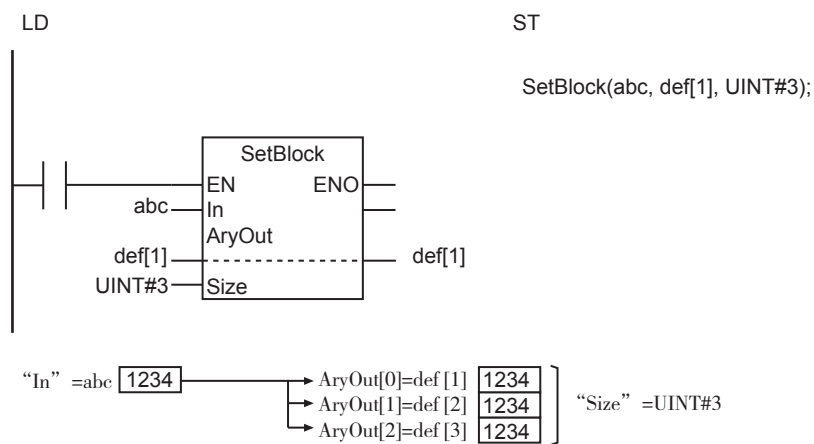 LD
ST
SetBlock(abc, def[1], UINT#3);
SetBlock
EN ENO
abc In
AryOut
def[1] def[1]
UINT#3 Size
“In” =abc 1234 AryOut[0]=def [1] 1234
AryOut[1]=def [2] 1234 “Size” =UINT#3
AryOut[2]=def [3] 1234